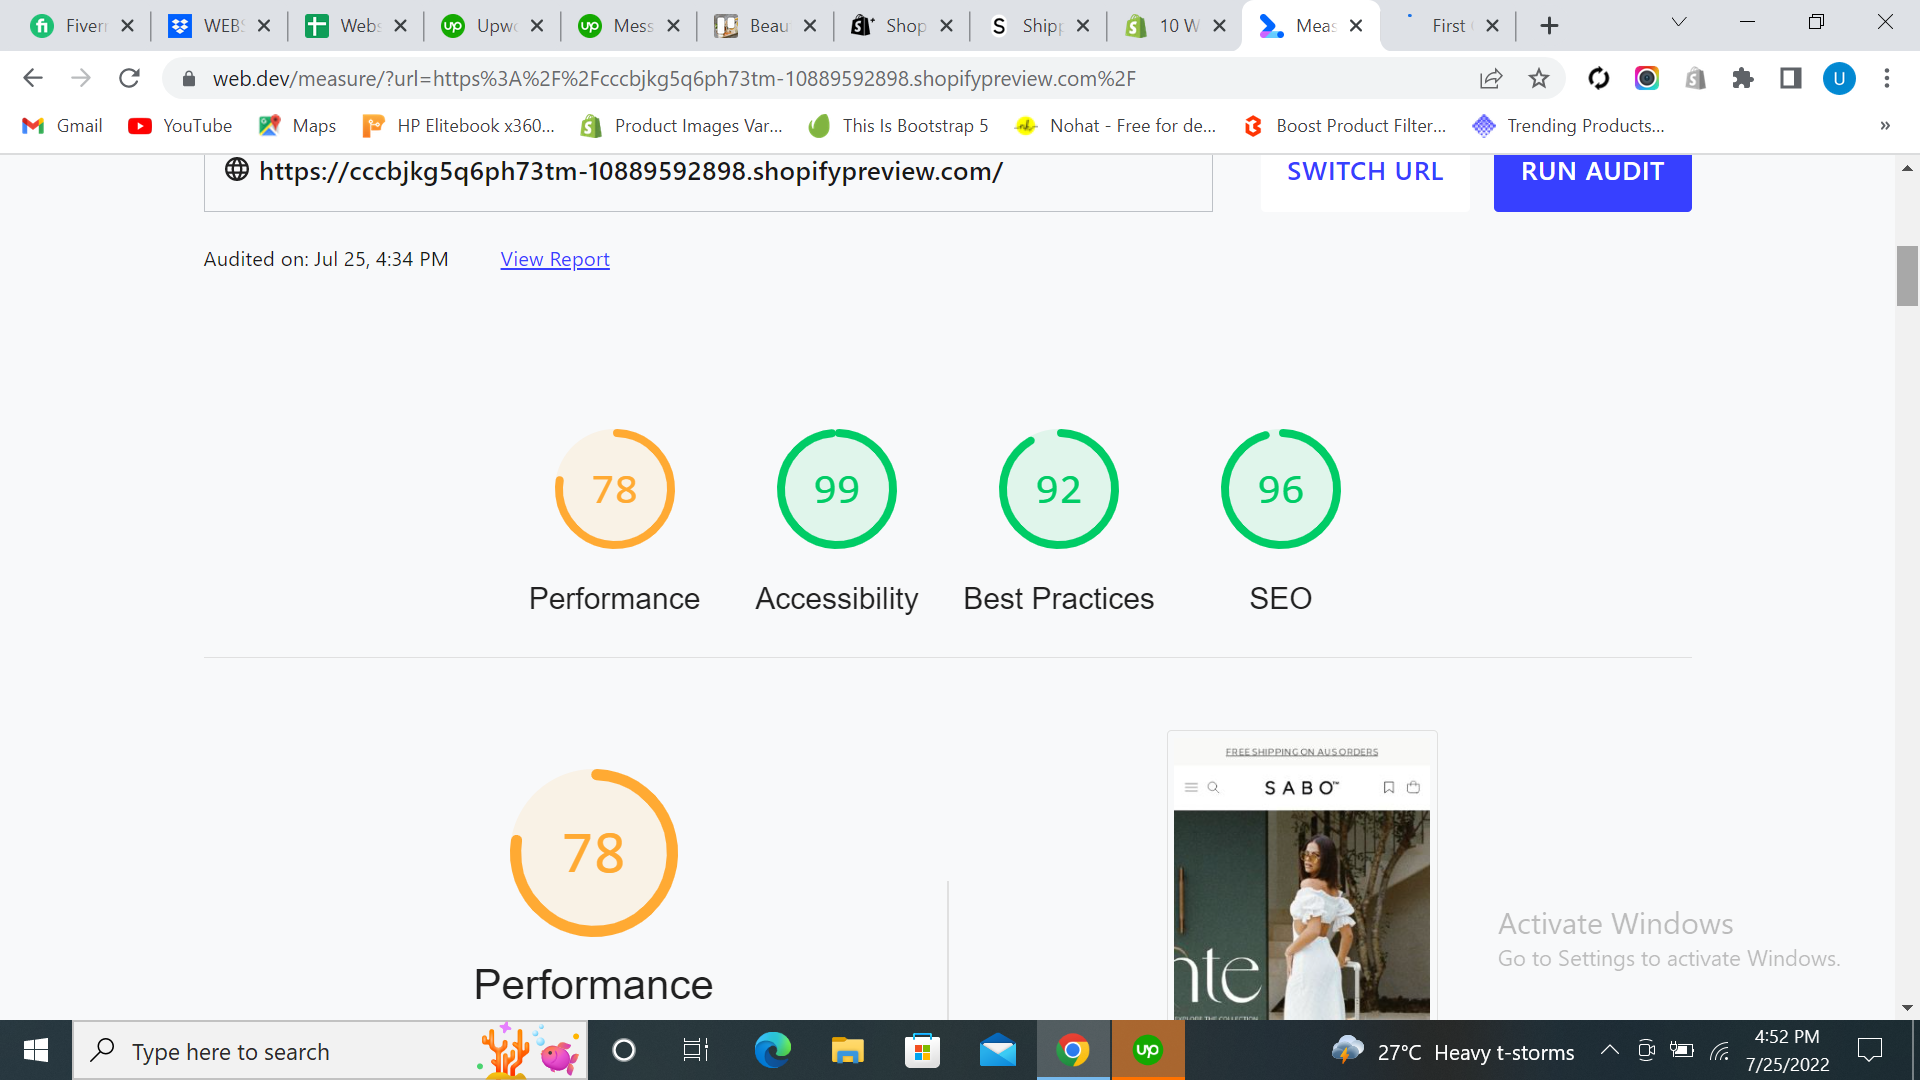 Fiverr
WEBS
Webs
Upwo
Mess
Beau
Shop
Shipp
10 W
Meas
First
web.dev/measure/?url=https%3A%2F%2Fcccbjkg5q6ph73tm-10889592898.shopifypreview.com%2F
U
Gmail
YouTube
Maps
HP Elitebook x360...
Product Images Var...
This Is Bootstrap 5
Nohat - Free for de...
Boost Product Filter...
Trending Products...
»
https://cccbjkg5q6ph73tm-10889592898.shopifypreview.com/
SWITCH URL
RUN AUDIT
Audited on: Jul 25, 4:34 PM
View Report
78
99
92
96
Performance
Accessibility
Best Practices
SEO
78
Performance
FREE SHIPPING ON AUS ORDERS
SABO™
nte
EXPLORE THE COLLECTION
Activate Windows
Go to Settings to activate Windows.
Type here to search
up
27°C Heavy t-storms
4:52 PM
7/25/2022